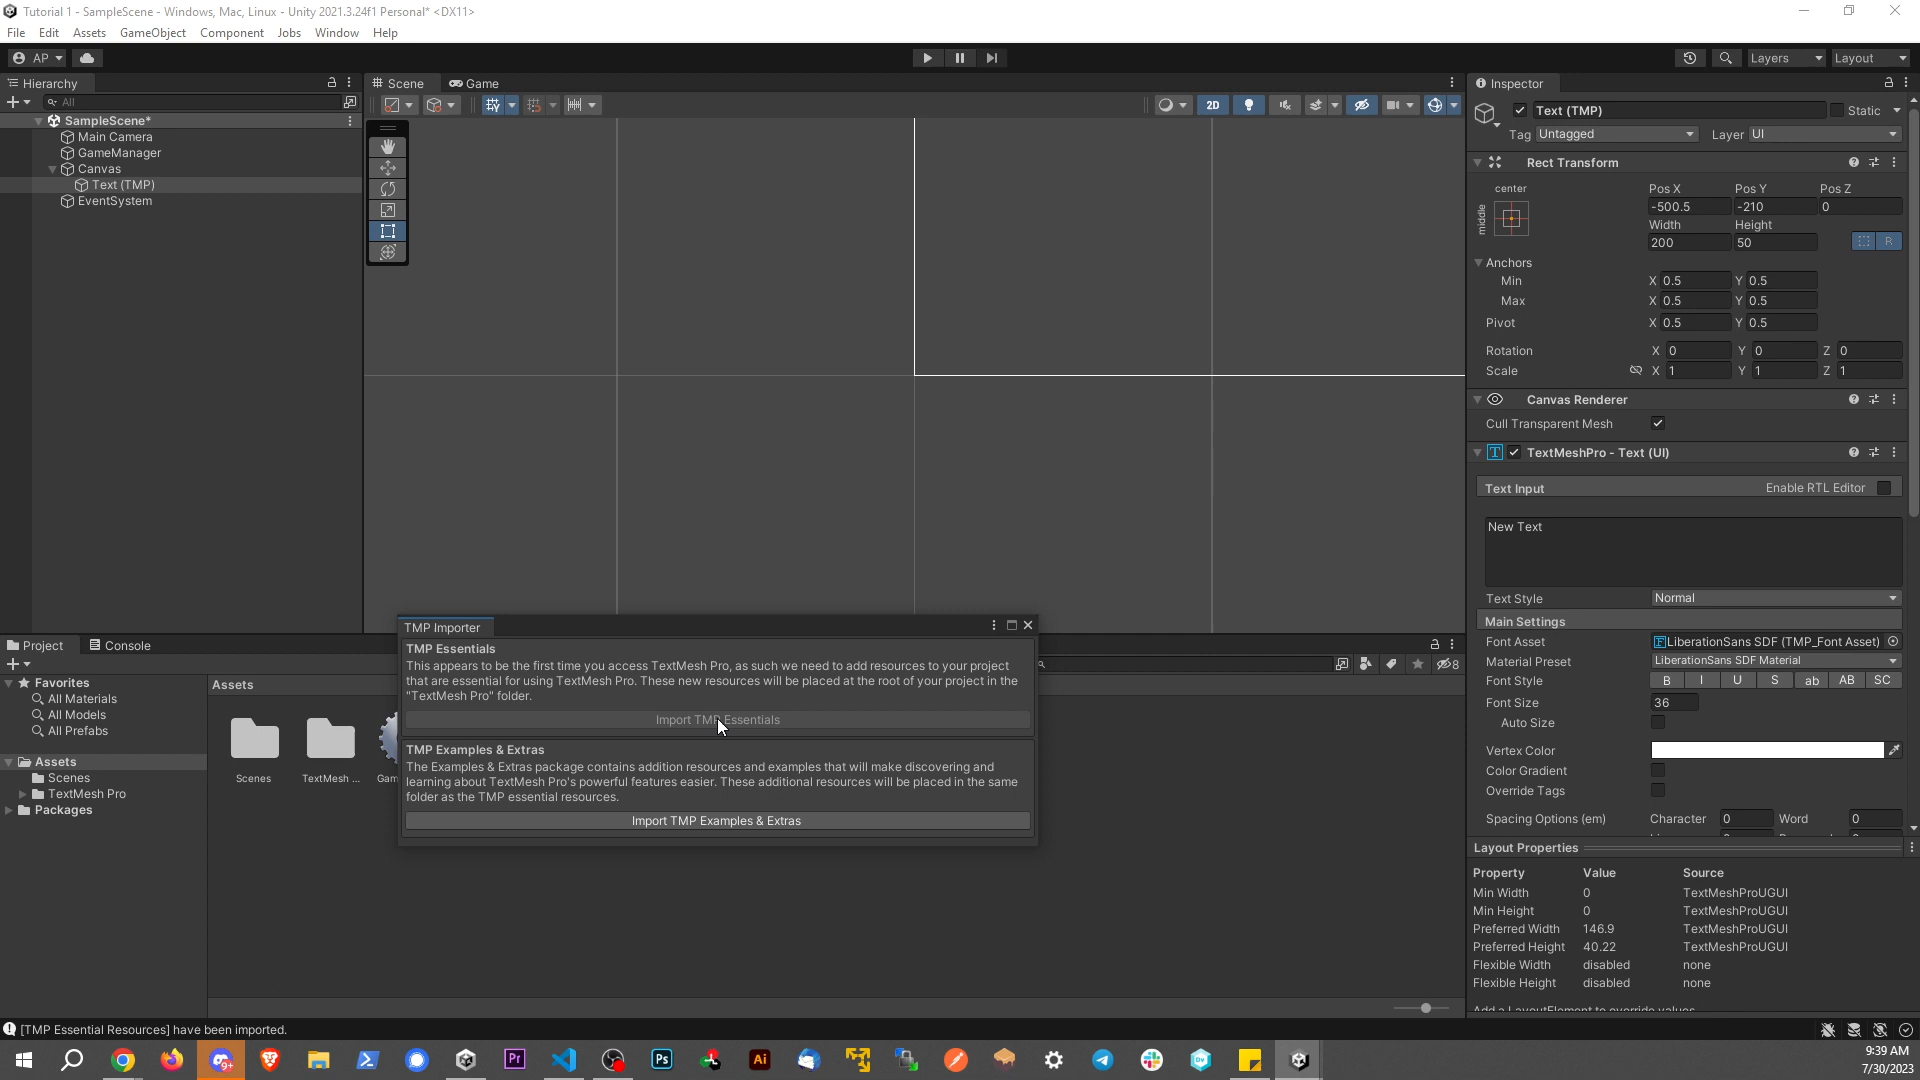 Tutorial 1 - SampleScene - Windows, Mac, Linux - Unity 2021.3.24f1 Personal* <DX11>
File Edit Assets GameObject Component Jobs Window Help
AP Layers Layout
Hierarchy
All
SampleScene*
Main Camera
GameManager
Canvas
Text (TMP)
EventSystem
Scene Game
2D
Inspector
Text (TMP) Static
Tag Untagged Layer UI
Rect Transform
center
middle
Pos X Pos Y Pos Z
-500.5 -210 0
Width Height
200 50
R
Anchors
Min X 0.5 Y 0.5
Max X 0.5 Y 0.5
Pivot X 0.5 Y 0.5
Rotation X 0 Y 0 Z 0
Scale X 1 Y 1 Z 1
Canvas Renderer
Cull Transparent Mesh
TextMeshPro - Text (UI)
Text Input Enable RTL Editor
New Text
Text Style Normal
Main Settings
Font Asset LiberationSans SDF (TMP_Font Asset)
Material Preset LiberationSans SDF Material
Font Style B I U S ab AB SC
Font Size 36
Auto Size
Vertex Color
Color Gradient
Override Tags
Spacing Options (em) Character 0 Word 0
Layout Properties
Property Value Source
Min Width 0 TextMeshProUGUI
Min Height 0 TextMeshProUGUI
Preferred Width 146.9 TextMeshProUGUI
Preferred Height 40.22 TextMeshProUGUI
Flexible Width disabled none
Flexible Height disabled none
Add a LayoutElement to override values
Project Console
8
Favorites
All Materials
All Models
All Prefabs
Assets
Scenes
TextMesh Pro
Packages
Assets
Scenes
TextMesh ...
TMP Importer
TMP Essentials
This appears to be the first time you access TextMesh Pro, as such we need to add resources to your project
that are essential for using TextMesh Pro. These new resources will be placed at the root of your project in the
"TextMesh Pro" folder.
Import TMP Essentials
TMP Examples & Extras
The Examples & Extras package contains addition resources and examples that will make discovering and
learning about TextMesh Pro's powerful features easier. These additional resources will be placed in the same
folder as the TMP essential resources.
Import TMP Examples & Extras
[TMP Essential Resources] have been imported.
9+
Pr
Ps
Ai
9:39 AM
7/30/2023